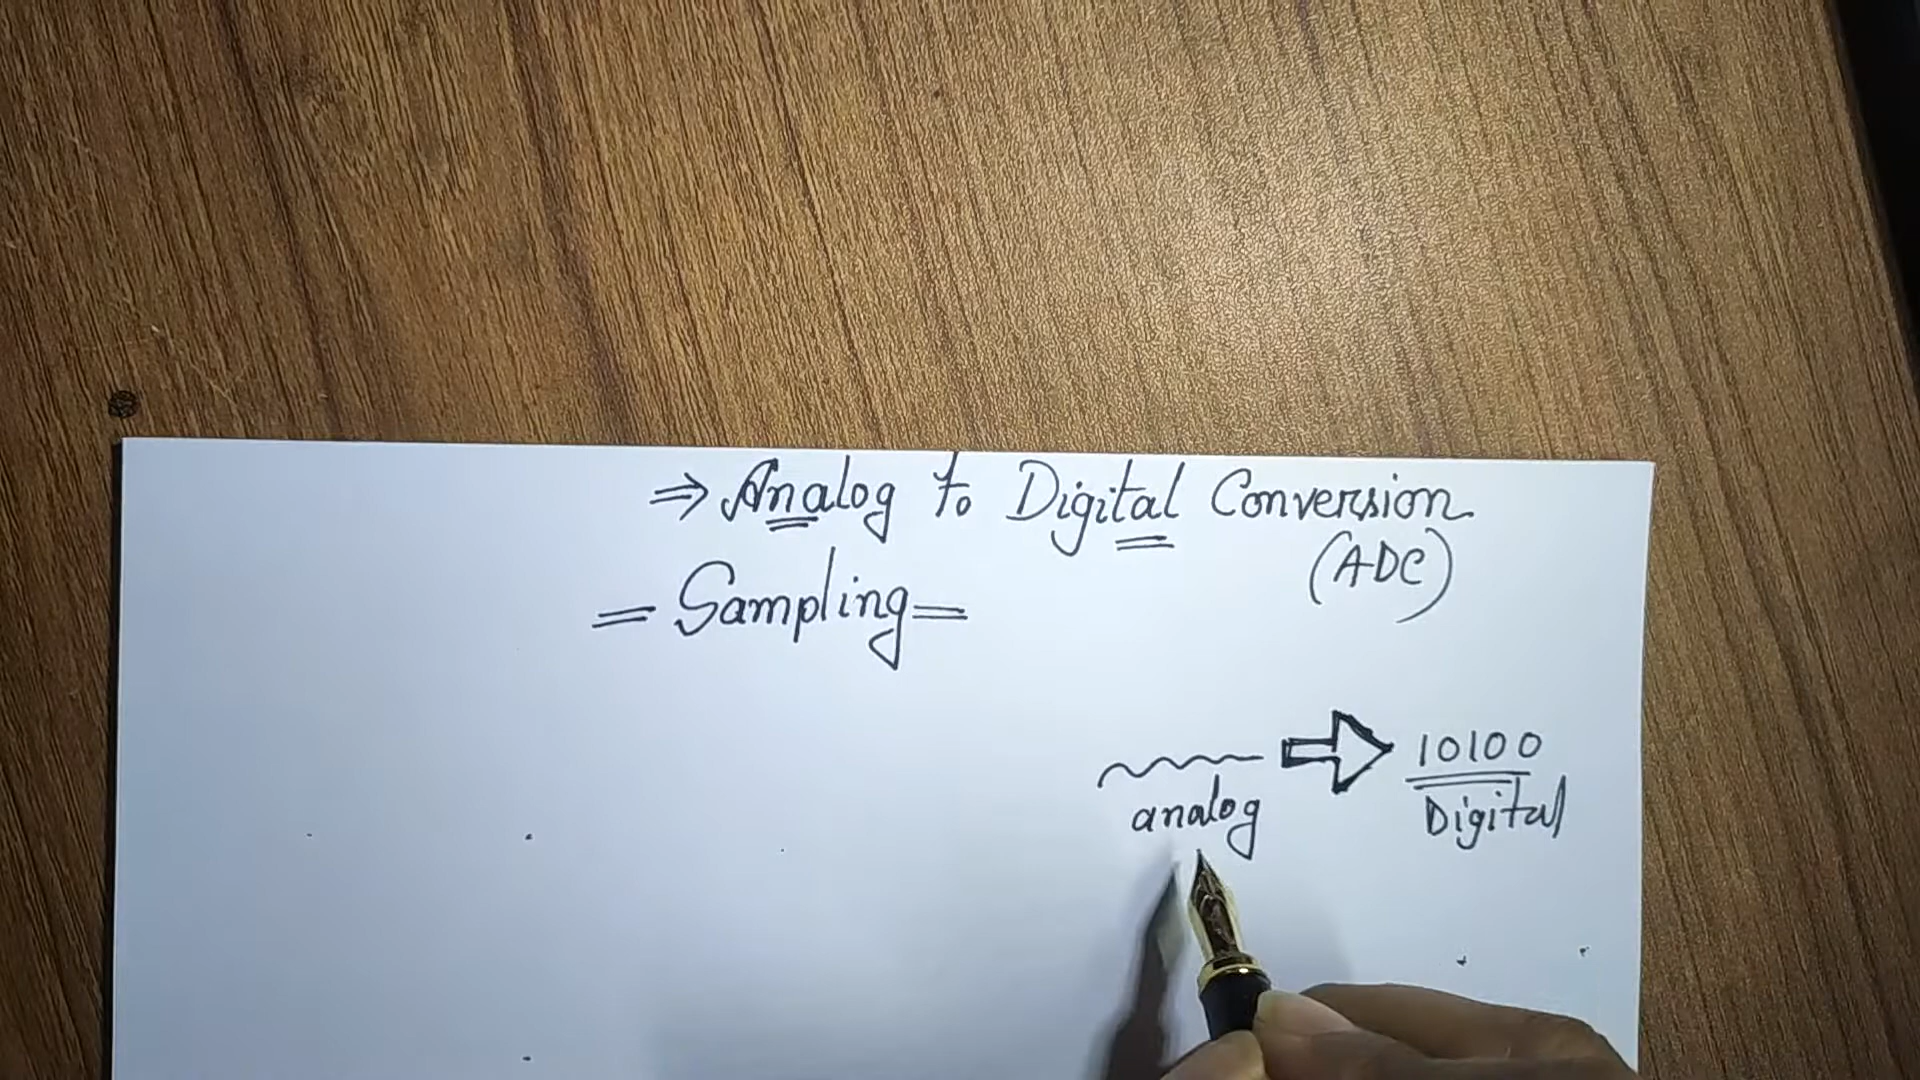 ⇒ Analog to Digital Conversion
(ADC)
= Sampling =
10100
analog
Digital